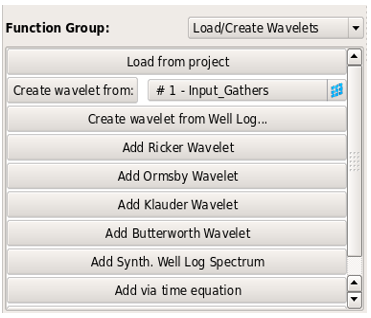 Function Group: Load/Create Wavelets
Load from project
Create wavelet from: # 1 - Input_Gathers
Create wavelet from Well Log...
Add Ricker Wavelet
Add Ormsby Wavelet
Add Klauder Wavelet
Add Butterworth Wavelet
Add Synth. Well Log Spectrum
Add via time equation